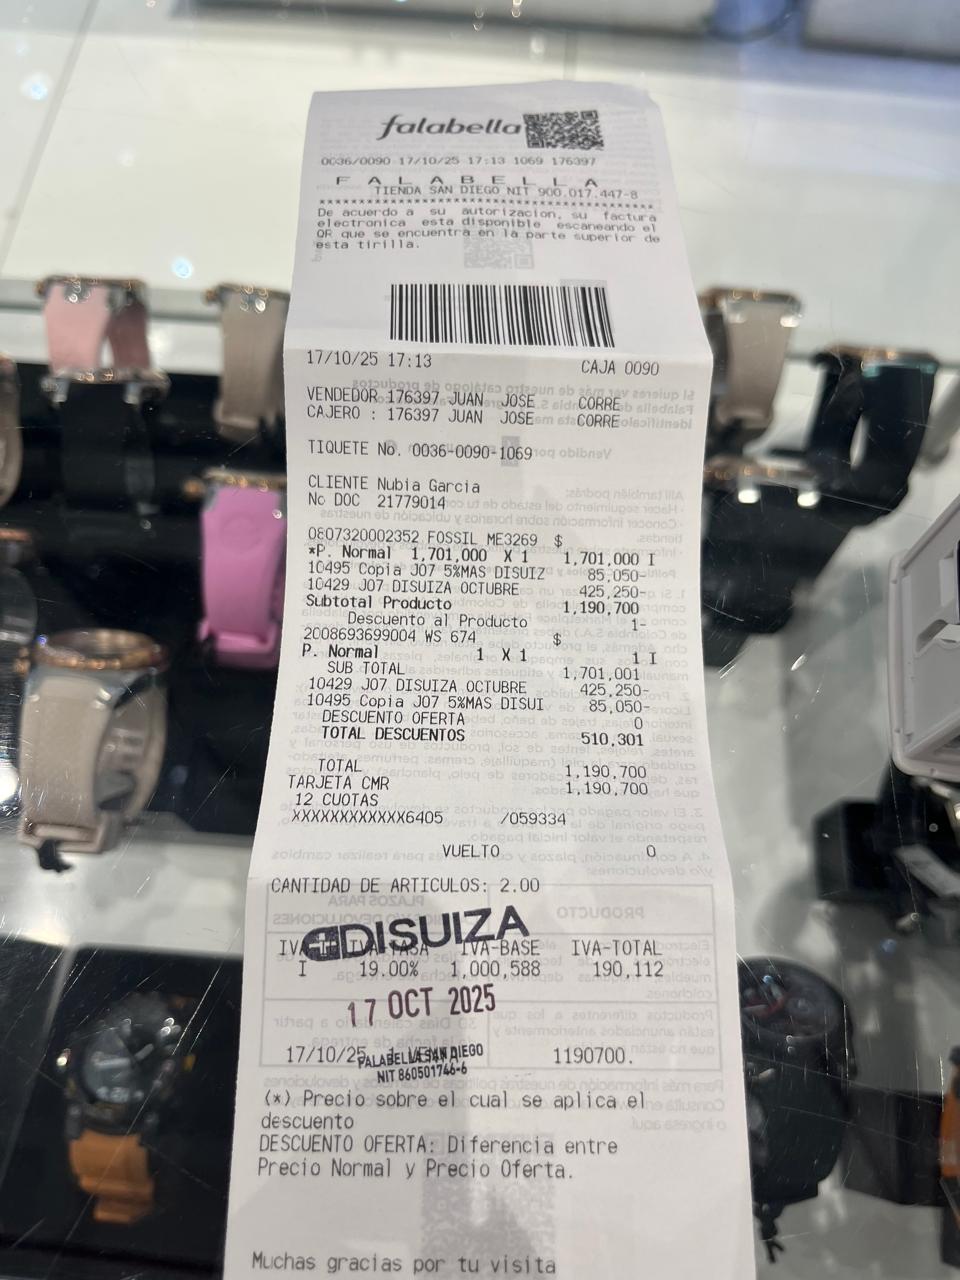 falabella
0036/0090 17/10/25 17:13 1069 176397
F A L A B E L L A
TIENDA SAN DIEGO NIT 900.017.447-8
****************************************
De acuerdo a su autorizacion, su factura
electronica esta disponible escaneando el
QR que se encuentra en la parte superior de
esta tirilla.
17/10/25 17:13 CAJA 0090
VENDEDOR 176397 JUAN JOSE CORRE
CAJERO : 176397 JUAN JOSE CORRE
TIQUETE No. 0036-0090-1069
CLIENTE Nubia Garcia
No DOC 21779014
0807320002352 FOSSIL ME3269 $
*P. Normal 1,701,000 X 1 1,701,000 I
10495 Copia J07 5%MAS DISUIZ 85,050-
10429 J07 DISUIZA OCTUBRE 425,250-
Subtotal Producto 1,190,700
Descuento al Producto 1-
2008693699004 WS 674 $
P. Normal 1 X 1 1 I
SUB TOTAL 1,701,001
10429 J07 DISUIZA OCTUBRE 425,250-
10495 Copia J07 5%MAS DISUI 85,050-
DESCUENTO OFERTA 0
TOTAL DESCUENTOS 510,301
TOTAL 1,190,700
TARJETA CMR 1,190,700
12 CUOTAS
XXXXXXXXXXXX6405 /059334
VUELTO 0
CANTIDAD DE ARTICULOS: 2.00
DISUIZA
IVA IVA-TASA IVA-BASE IVA-TOTAL
I 19.00% 1,000,588 190,112
17 OCT 2025
17/10/25 1190700.
FALABELLA SAN DIEGO
NIT 860501746-6
(*) Precio sobre el cual se aplica el
descuento
DESCUENTO OFERTA: Diferencia entre
Precio Normal y Precio Oferta.
Muchas gracias por tu visita